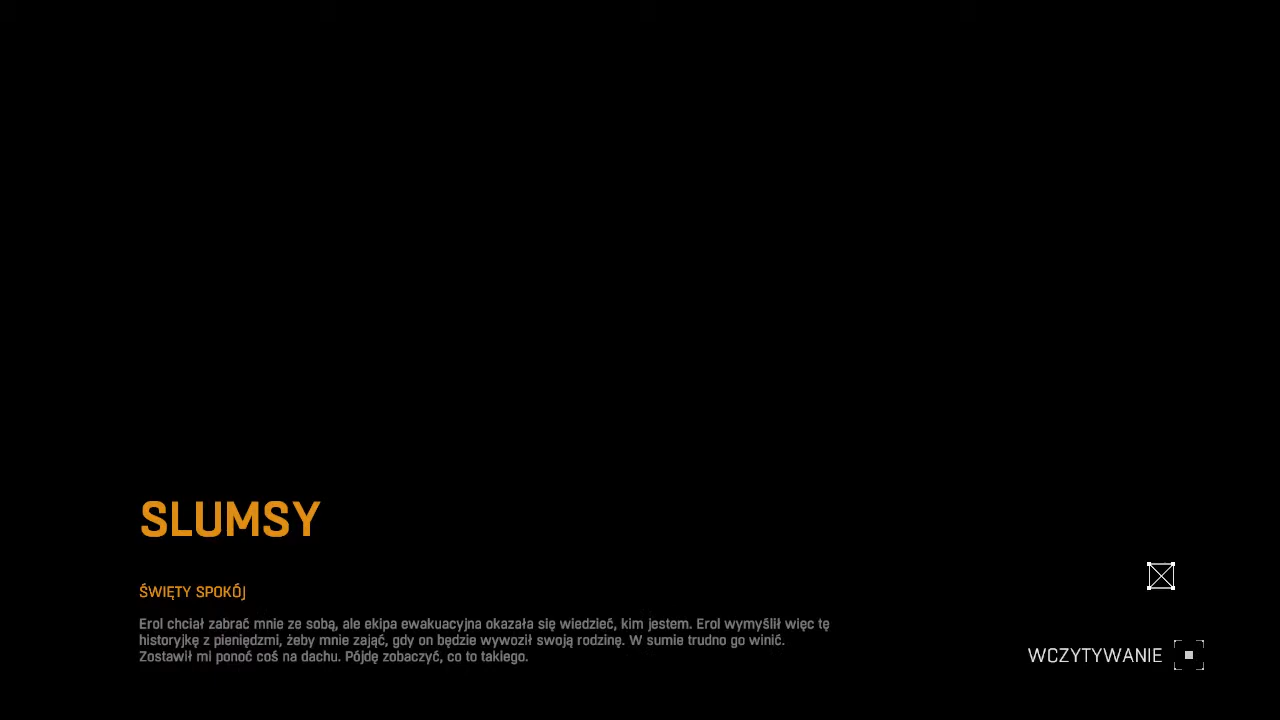 SLUMSY
ŚWIĘTY SPOKÓJ
Erol chciał zabrać mnie ze sobą, ale ekipa ewakuacyjna okazała się wiedzieć, kim jestem. Erol wymyślił więc tę
historyjkę z pieniędzmi, żeby mnie zająć, gdy on będzie wywoził swoją rodzinę. W sumie trudno go winić.
Zostawił mi ponoć coś na dachu. Pójdę zobaczyć, co to takiego.
WCZYTYWANIE